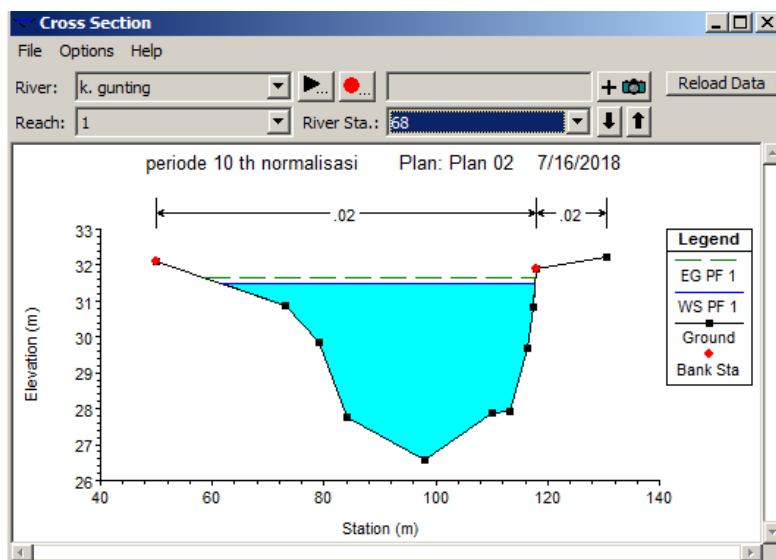 Cross Section
File Options Help
River: k. gunting ... ... + Reload Data
Reach: 1 River Sta.: 68
periode 10 th normalisasi Plan: Plan 02 7/16/2018
.02 .02
33
32
31
30
29
28
27
26
Elevation (m)
40 60 80 100 120 140
Station (m)
Legend
EG PF 1
WS PF 1
Ground
Bank Sta